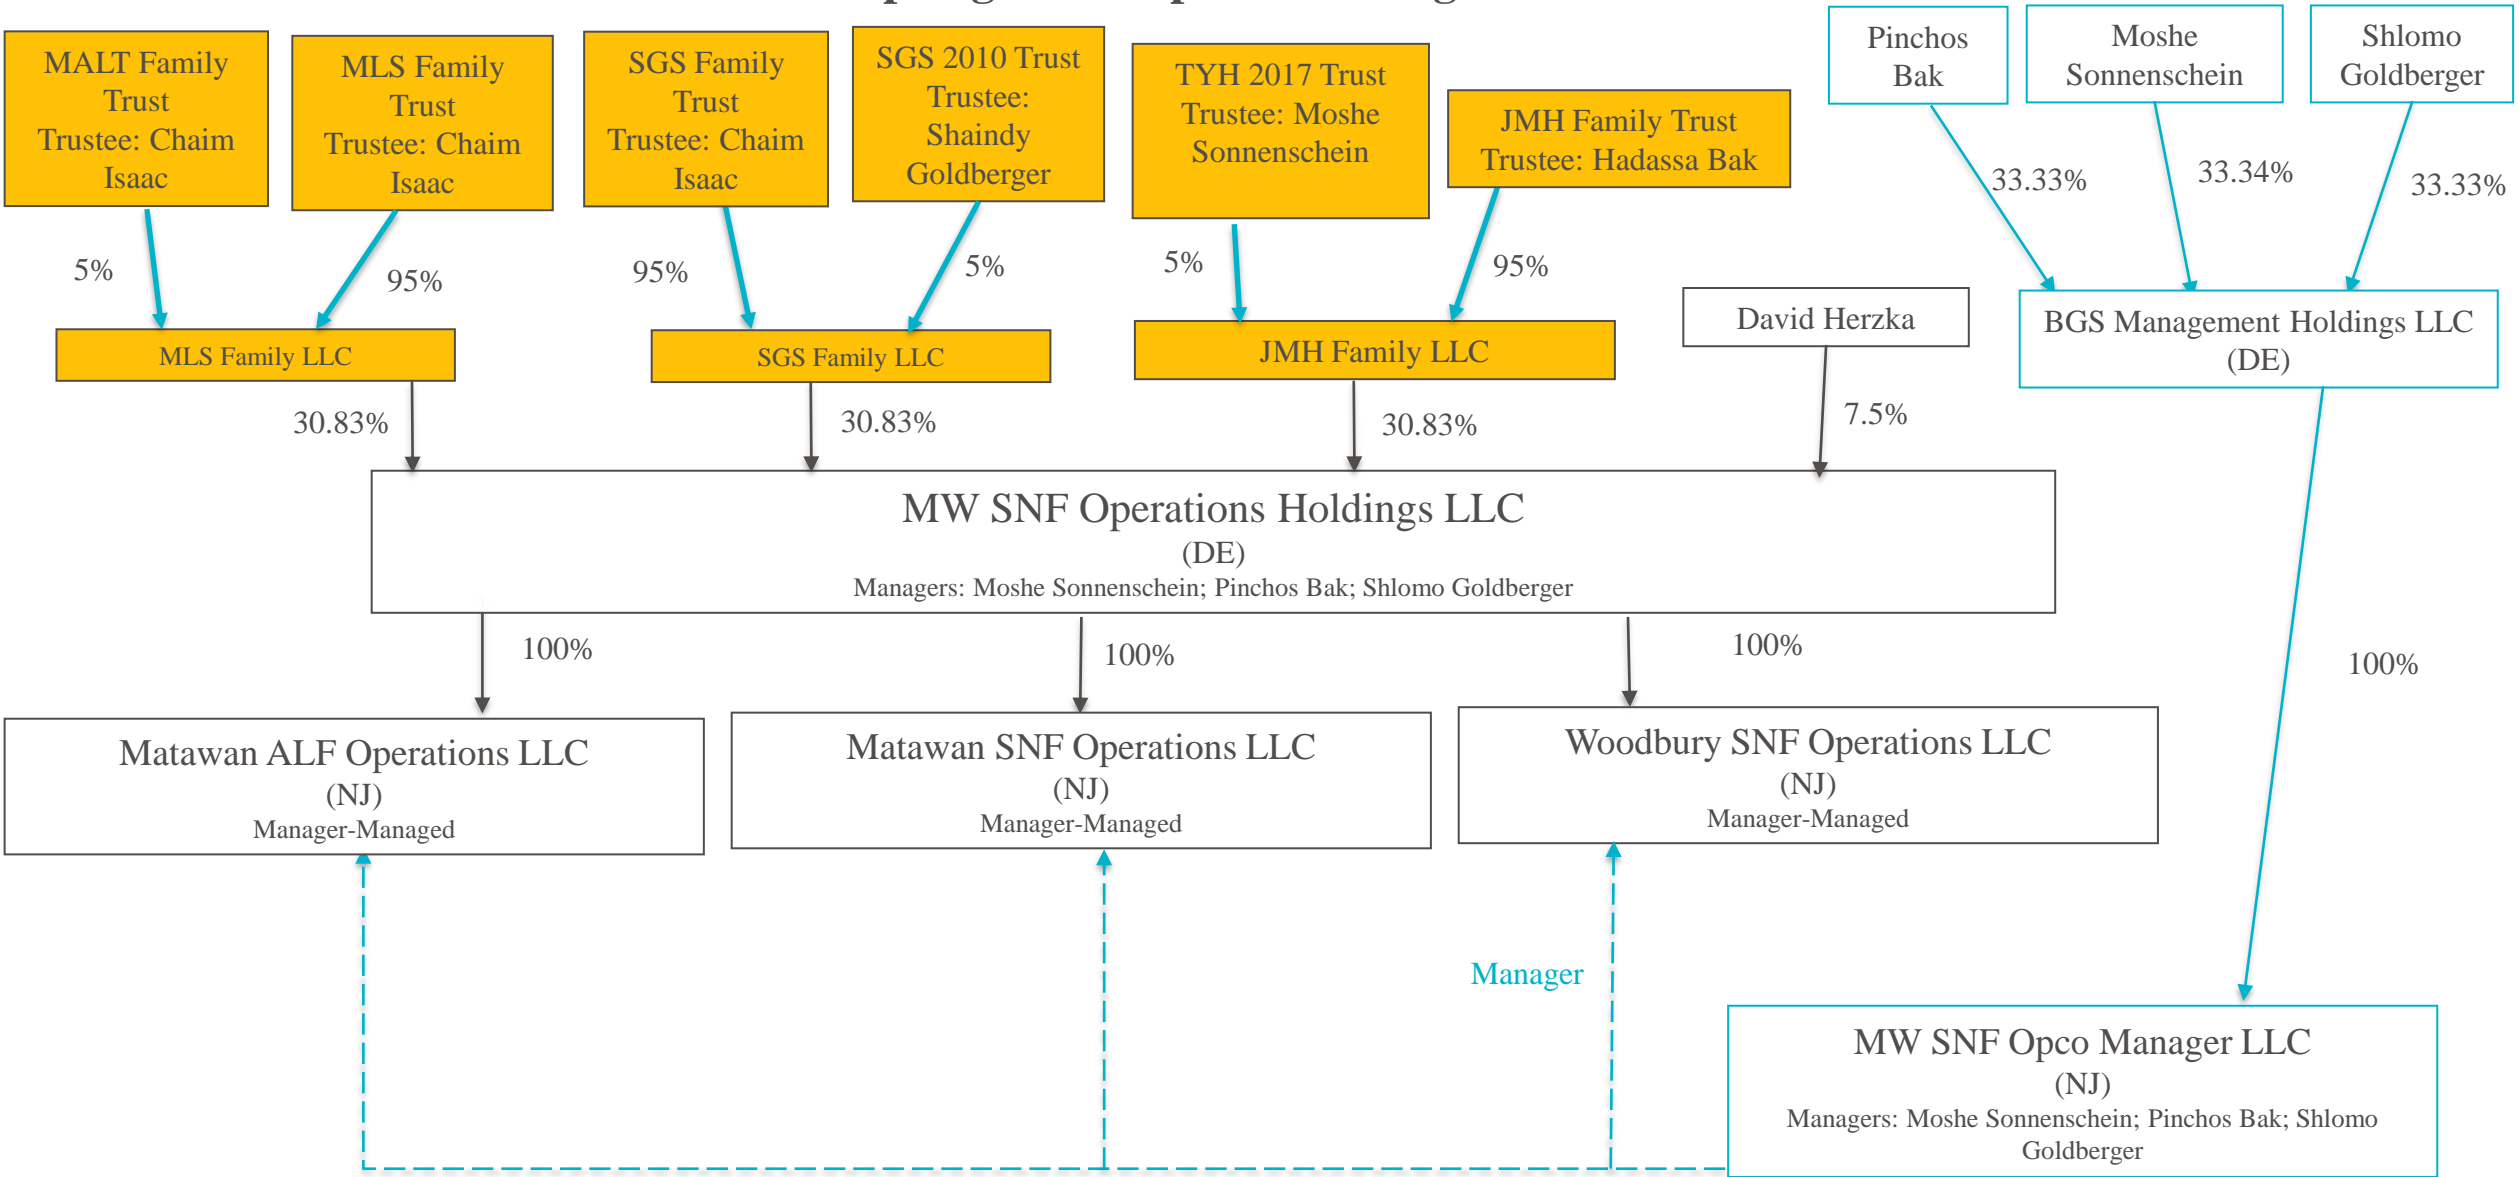 MALT Family
Trust
Trustee: Chaim
Isaac
MLS Family
Trust
Trustee: Chaim
Isaac
SGS Family
Trust
Trustee: Chaim
Isaac
SGS 2010 Trust
Trustee:
Shaindy
Goldberger
TYH 2017 Trust
Trustee: Moshe
Sonnenschein
JMH Family Trust
Trustee: Hadassa Bak
Pinchos
Bak
Moshe
Sonnenschein
Shlomo
Goldberger
33.33%
33.34%
33.33%
5%
95%
95%
5%
5%
95%
MLS Family LLC
SGS Family LLC
JMH Family LLC
David Herzka
BGS Management Holdings LLC
(DE)
30.83%
30.83%
30.83%
7.5%
MW SNF Operations Holdings LLC
(DE)
Managers: Moshe Sonnenschein; Pinchos Bak; Shlomo Goldberger
100%
100%
100%
100%
Matawan ALF Operations LLC
(NJ)
Manager-Managed
Matawan SNF Operations LLC
(NJ)
Manager-Managed
Woodbury SNF Operations LLC
(NJ)
Manager-Managed
Manager
MW SNF Opco Manager LLC
(NJ)
Managers: Moshe Sonnenschein; Pinchos Bak; Shlomo
Goldberger